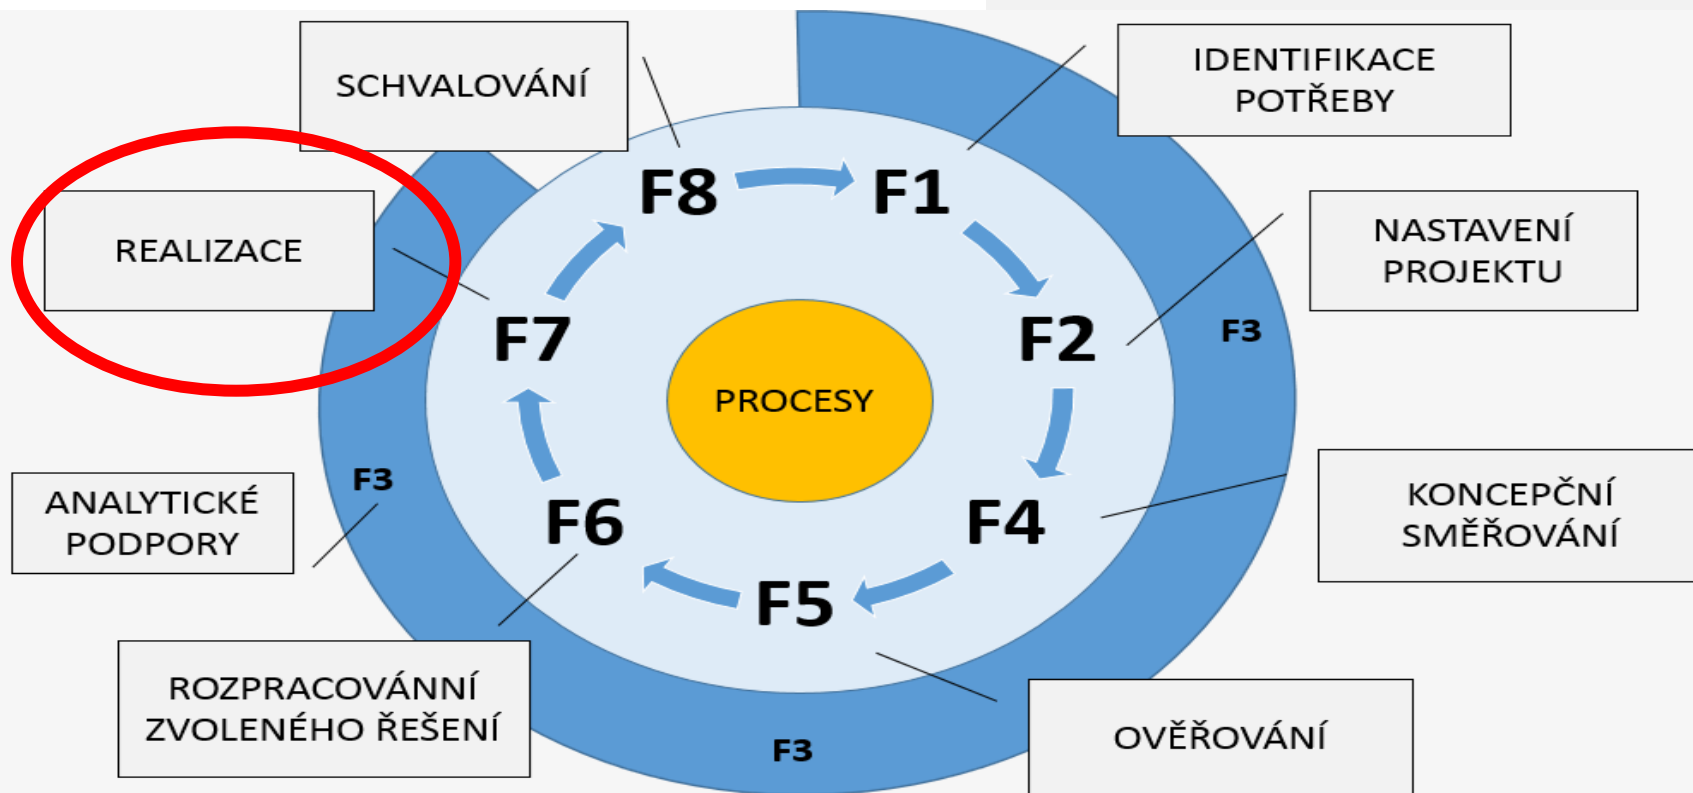 SCHVALOVÁNÍ
IDENTIFIKACE
POTŘEBY
F8
F1
REALIZACE
NASTAVENÍ
PROJEKTU
F7
F2
F3
PROCESY
F3
ANALYTICKÉ
PODPORY
F6
F4
KONCEPČNÍ
SMĚŘOVÁNÍ
F5
ROZPRACOVÁNNÍ
ZVOLENÉHO ŘEŠENÍ
F3
OVĚŘOVÁNÍ